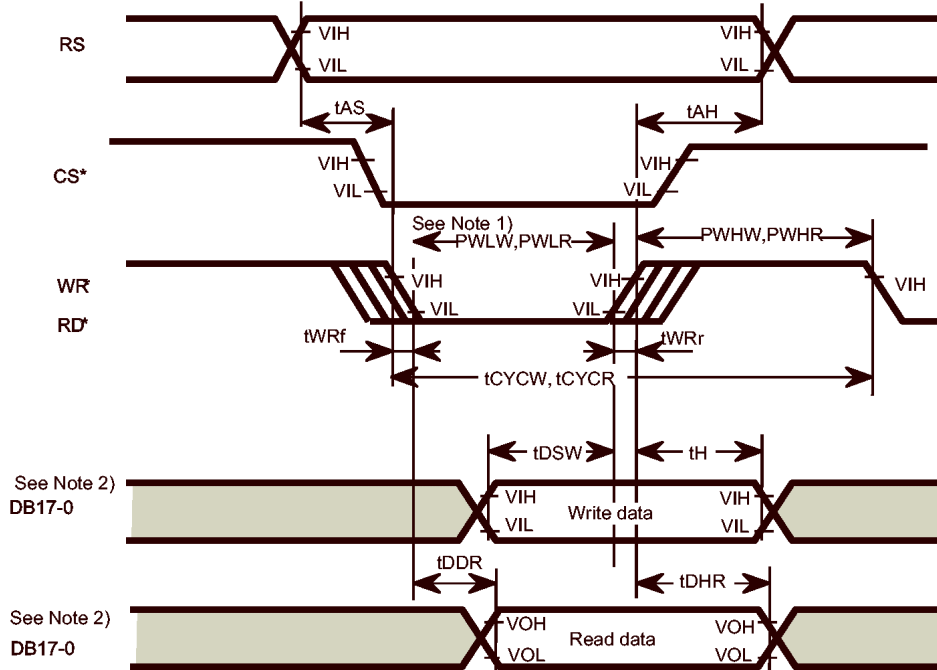 RS
VIH
VIH
VIL
VIL
tAS
tAH
CS*
VIH
VIH
VIL
VIL
See Note 1)
PWLW,PWLR
PWHW,PWHR
WR*
VIH
VIH
VIH
VIL
VIL
RD*
tWRf
tWRr
tCYCW, tCYCR
tDSW
tH
See Note 2)
DB17-0
VIH
VIH
Write data
VIL
VIL
tDDR
tDHR
See Note 2)
DB17-0
VOH
VOH
Read data
VOL
VOL